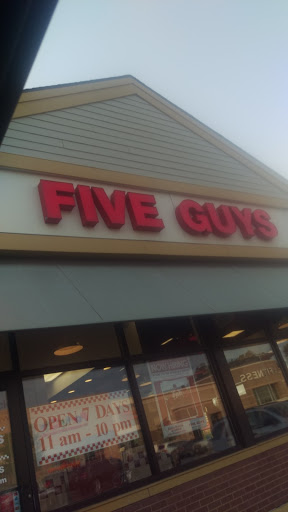 FIVE GUYS
OPEN 7 DAYS
11 am - 10 pm